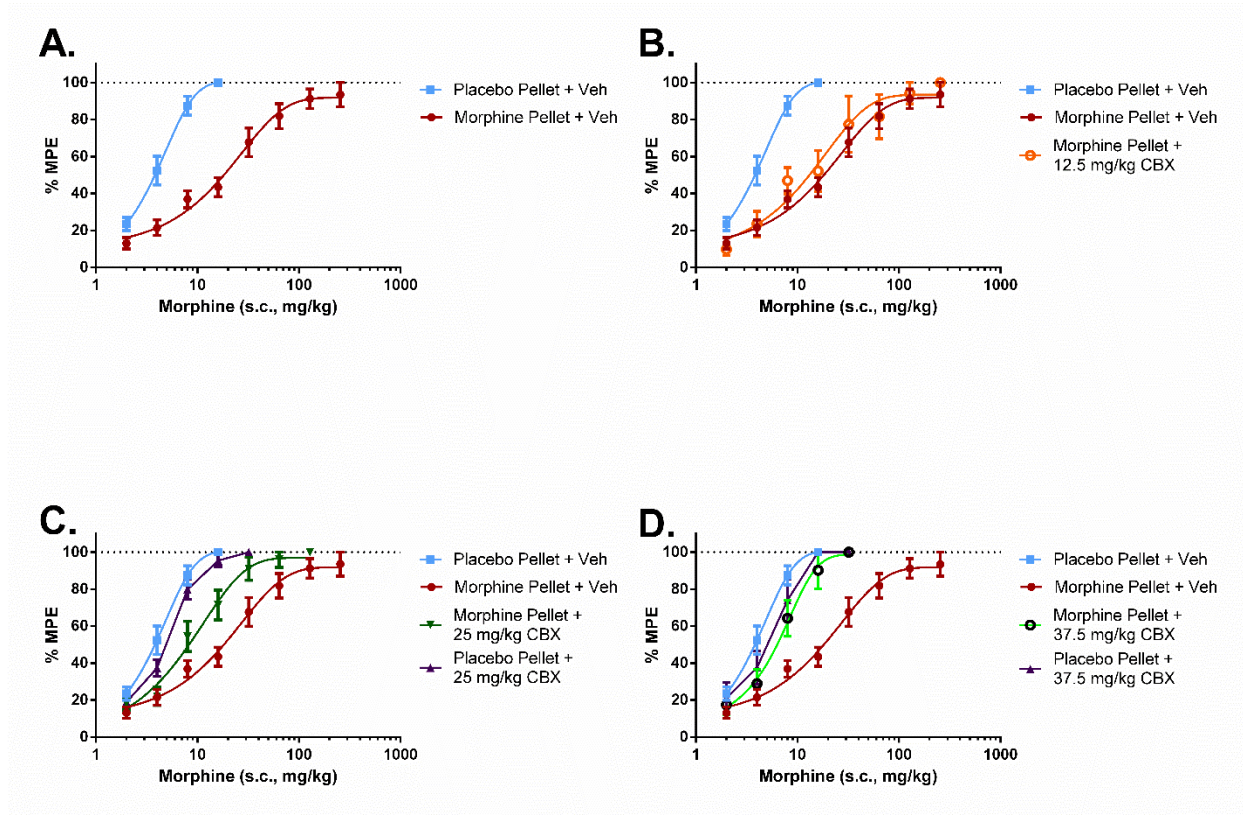 A.
100
80
60
40
20
0
% MPE
1
10
100
1000
Morphine (s.c., mg/kg)
Placebo Pellet + Veh
Morphine Pellet + Veh
B.
100
80
60
40
20
0
% MPE
1
10
100
1000
Morphine (s.c., mg/kg)
Placebo Pellet + Veh
Morphine Pellet + Veh
Morphine Pellet +
12.5 mg/kg CBX
C.
100
80
60
40
20
0
% MPE
1
10
100
1000
Morphine (s.c., mg/kg)
Placebo Pellet + Veh
Morphine Pellet + Veh
Morphine Pellet +
25 mg/kg CBX
Placebo Pellet +
25 mg/kg CBX
D.
100
80
60
40
20
0
% MPE
1
10
100
1000
Morphine (s.c., mg/kg)
Placebo Pellet + Veh
Morphine Pellet + Veh
Morphine Pellet +
37.5 mg/kg CBX
Placebo Pellet +
37.5 mg/kg CBX